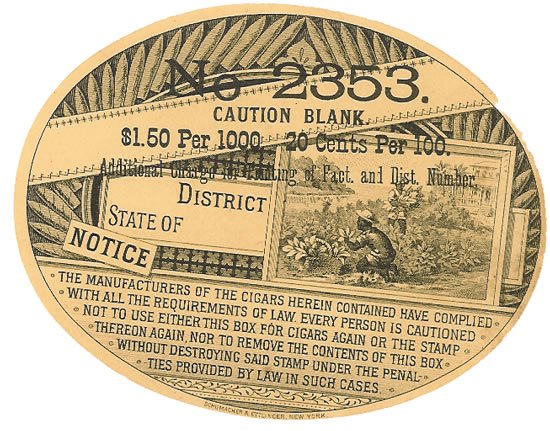 No 2353.
CAUTION BLANK.
$1.50 Per 1000. 20 Cents Per 100.
Additional charge for Printing of Fact. and Dist. Number.
DISTRICT
STATE OF
NOTICE
THE MANUFACTURERS OF THE CIGARS HEREIN CONTAINED HAVE COMPLIED
WITH ALL THE REQUIREMENTS OF LAW. EVERY PERSON IS CAUTIONED
NOT TO USE EITHER THIS BOX FOR CIGARS AGAIN OR THE STAMP
THEREON AGAIN, NOR TO REMOVE THE CONTENTS OF THIS BOX
WITHOUT DESTROYING SAID STAMP UNDER THE PENAL-
TIES PROVIDED BY LAW IN SUCH CASES.
SCHUMACHER & ETTLINGER, NEW YORK.